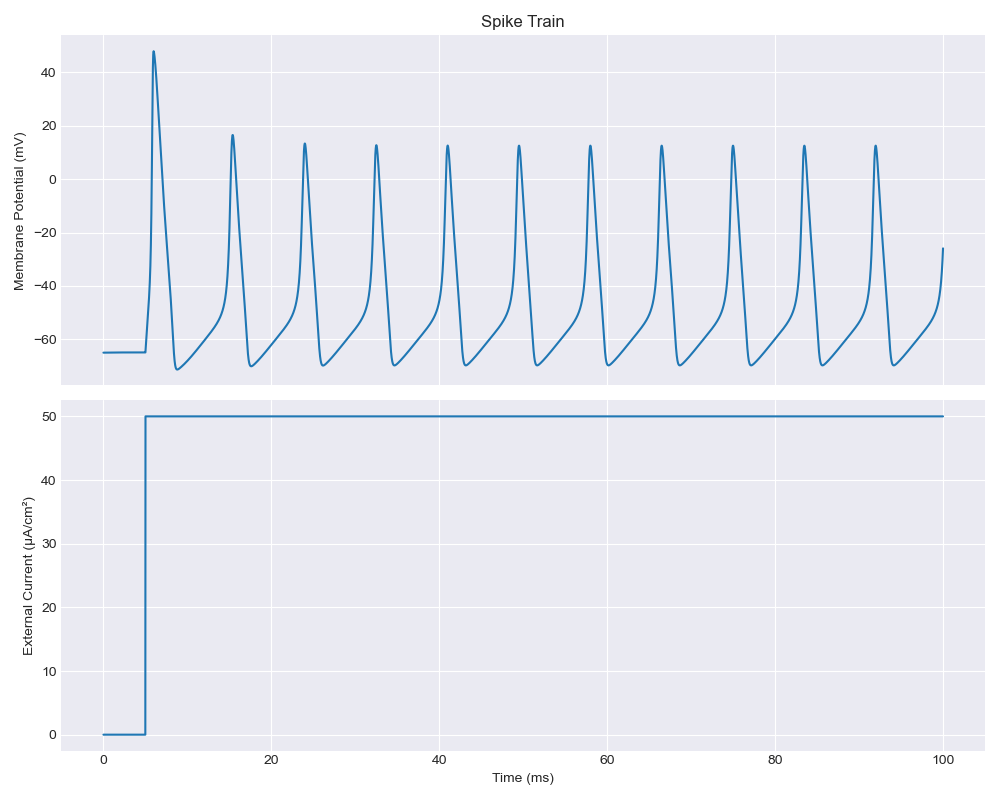 Spike Train
Membrane Potential (mV)
40
20
0
−20
−40
−60
External Current (µA/cm²)
50
40
30
20
10
0
0 20 40 60 80 100
Time (ms)